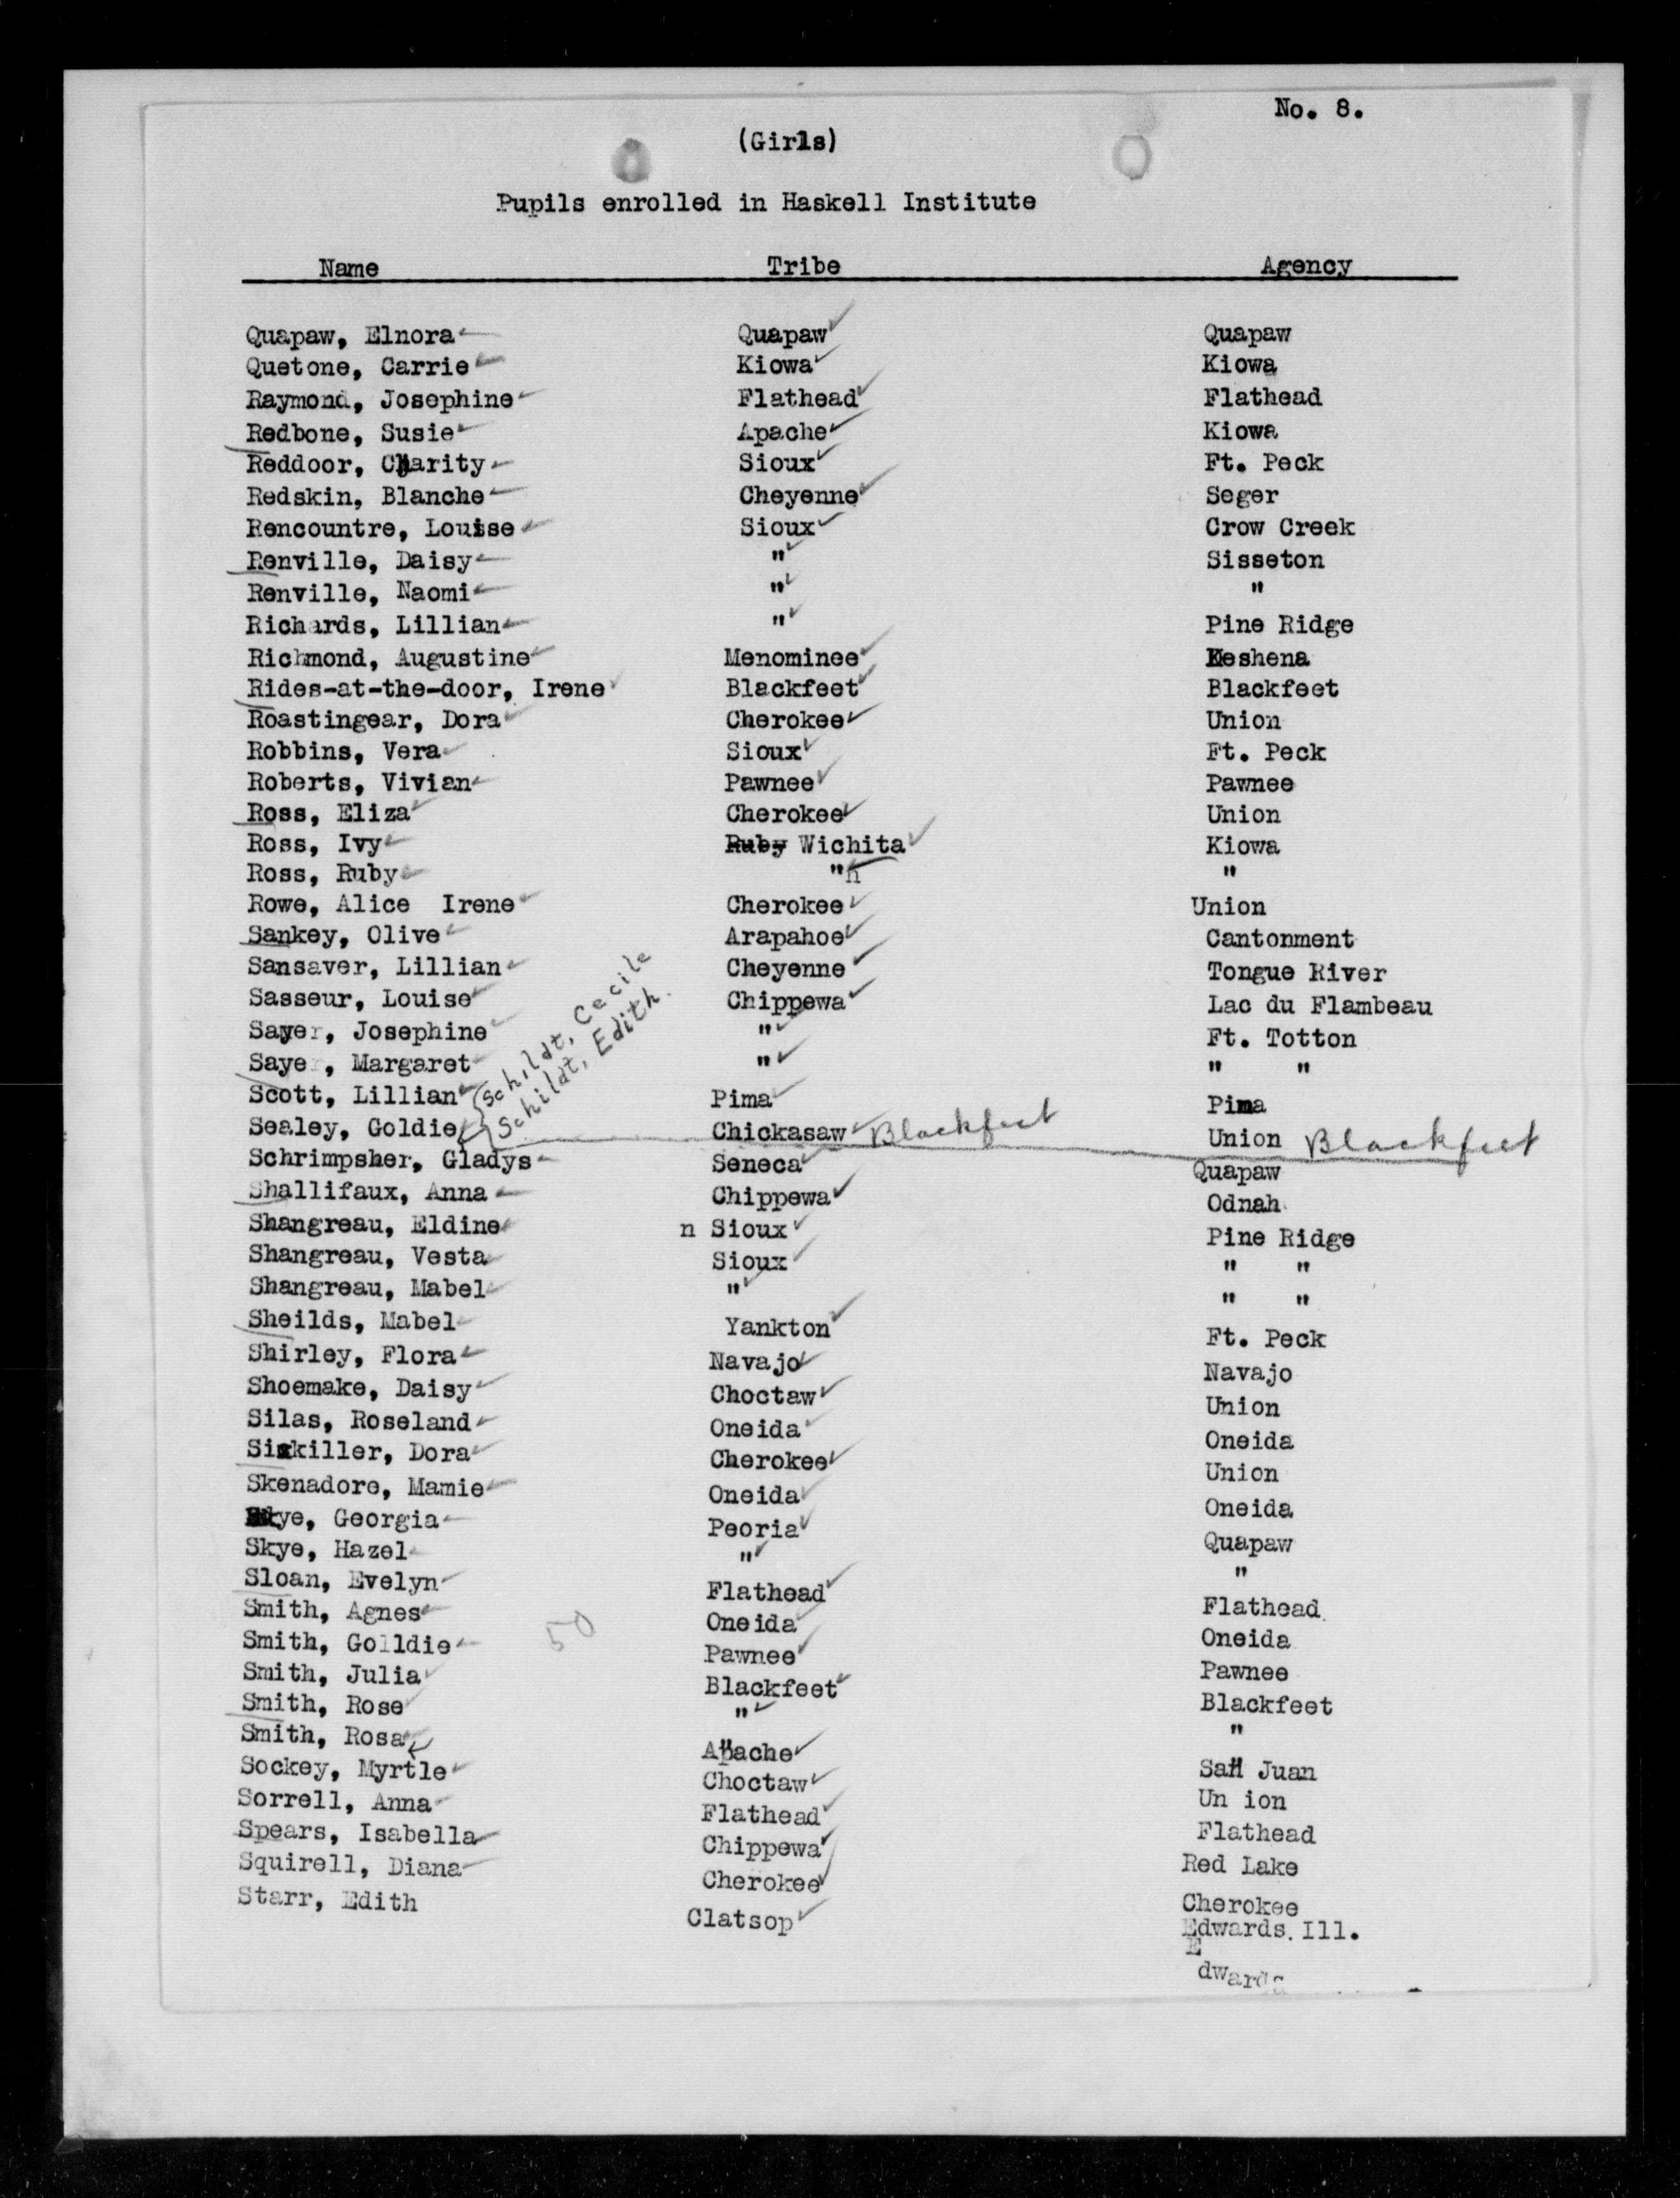 No. 8.
(Girls)
Pupils enrolled in Haskell Institute
Name Tribe Agency
Quapaw, Elnora Quapaw Quapaw
Quetone, Carrie Kiowa Kiowa
Raymond, Josephine Flathead Flathead
Redbone, Susie Apache Kiowa
Reddoor, Charity Sioux Ft. Peck
Redskin, Blanche Cheyenne Seger
Rencountre, Louise Sioux Crow Creek
Renville, Daisy " Sisseton
Renville, Naomi " "
Richards, Lillian " Pine Ridge
Richmond, Augustine Menominee Keshena
Rides-at-the-door, Irene Blackfeet Blackfeet
Roastingear, Dora Cherokee Union
Robbins, Vera Sioux Ft. Peck
Roberts, Vivian Pawnee Pawnee
Ross, Eliza Cherokee Union
Ross, Ivy Ruby Wichita Kiowa
Ross, Ruby "n "
Rowe, Alice Irene Cherokee Union
Sankey, Olive Arapahoe Cantonment
Sansaver, Lillian Cheyenne Tongue River
Sasseur, Louise Chippewa Lac du Flambeau
Sayer, Josephine " Ft. Totton
Saye , Margaret " " "
Schildt, Cecile
Schildt, Edith. Blackfeet Blackfeet
Scott, Lillian Pima Pima
Sealey, Goldie Chickasaw Union
Schrimpsher, Gladys Seneca Quapaw
Shallifaux, Anna Chippewa Odnah
Shangreau, Eldine n Sioux Pine Ridge
Shangreau, Vesta Sioux " "
Shangreau, Mabel " " "
Sheilds, Mabel Yankton Ft. Peck
Shirley, Flora Navajo Navajo
Shoemake, Daisy Choctaw Union
Silas, Roseland Oneida Oneida
Sixkiller, Dora Cherokee Union
Skenadore, Mamie Oneida Oneida
Skye, Georgia Peoria Quapaw
Skye, Hazel " "
Sloan, Evelyn Flathead Flathead
Smith, Agnes Oneida Oneida
50
Smith, Golldie Pawnee Pawnee
Smith, Julia Blackfeet Blackfeet
Smith, Rose " "
Smith, Rosa Apache San Juan
Sockey, Myrtle Choctaw Un ion
Sorrell, Anna Flathead Flathead
Spears, Isabella Chippewa Red Lake
Squirell, Diana Cherokee Cherokee
Starr, Edith Clatsop Edwards. Ill.
E
dwards